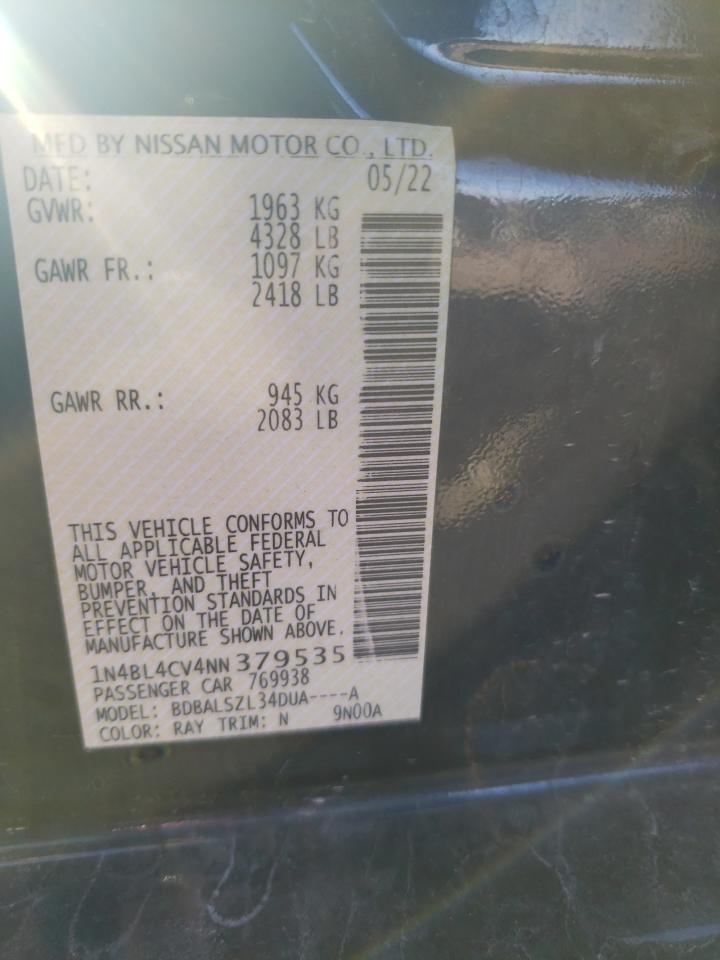 MFD BY NISSAN MOTOR CO., LTD.
DATE: 05/22
GVWR: 1963 KG
4328 LB
GAWR FR.: 1097 KG
2418 LB
GAWR RR.: 945 KG
2083 LB
THIS VEHICLE CONFORMS TO
ALL APPLICABLE FEDERAL
MOTOR VEHICLE SAFETY,
BUMPER, AND THEFT
PREVENTION STANDARDS IN
EFFECT ON THE DATE OF
MANUFACTURE SHOWN ABOVE.
1N4BL4CV4NN379535
PASSENGER CAR 769938
MODEL: BDBALSZL34DUA----A
COLOR: RAY TRIM: N 9N00A